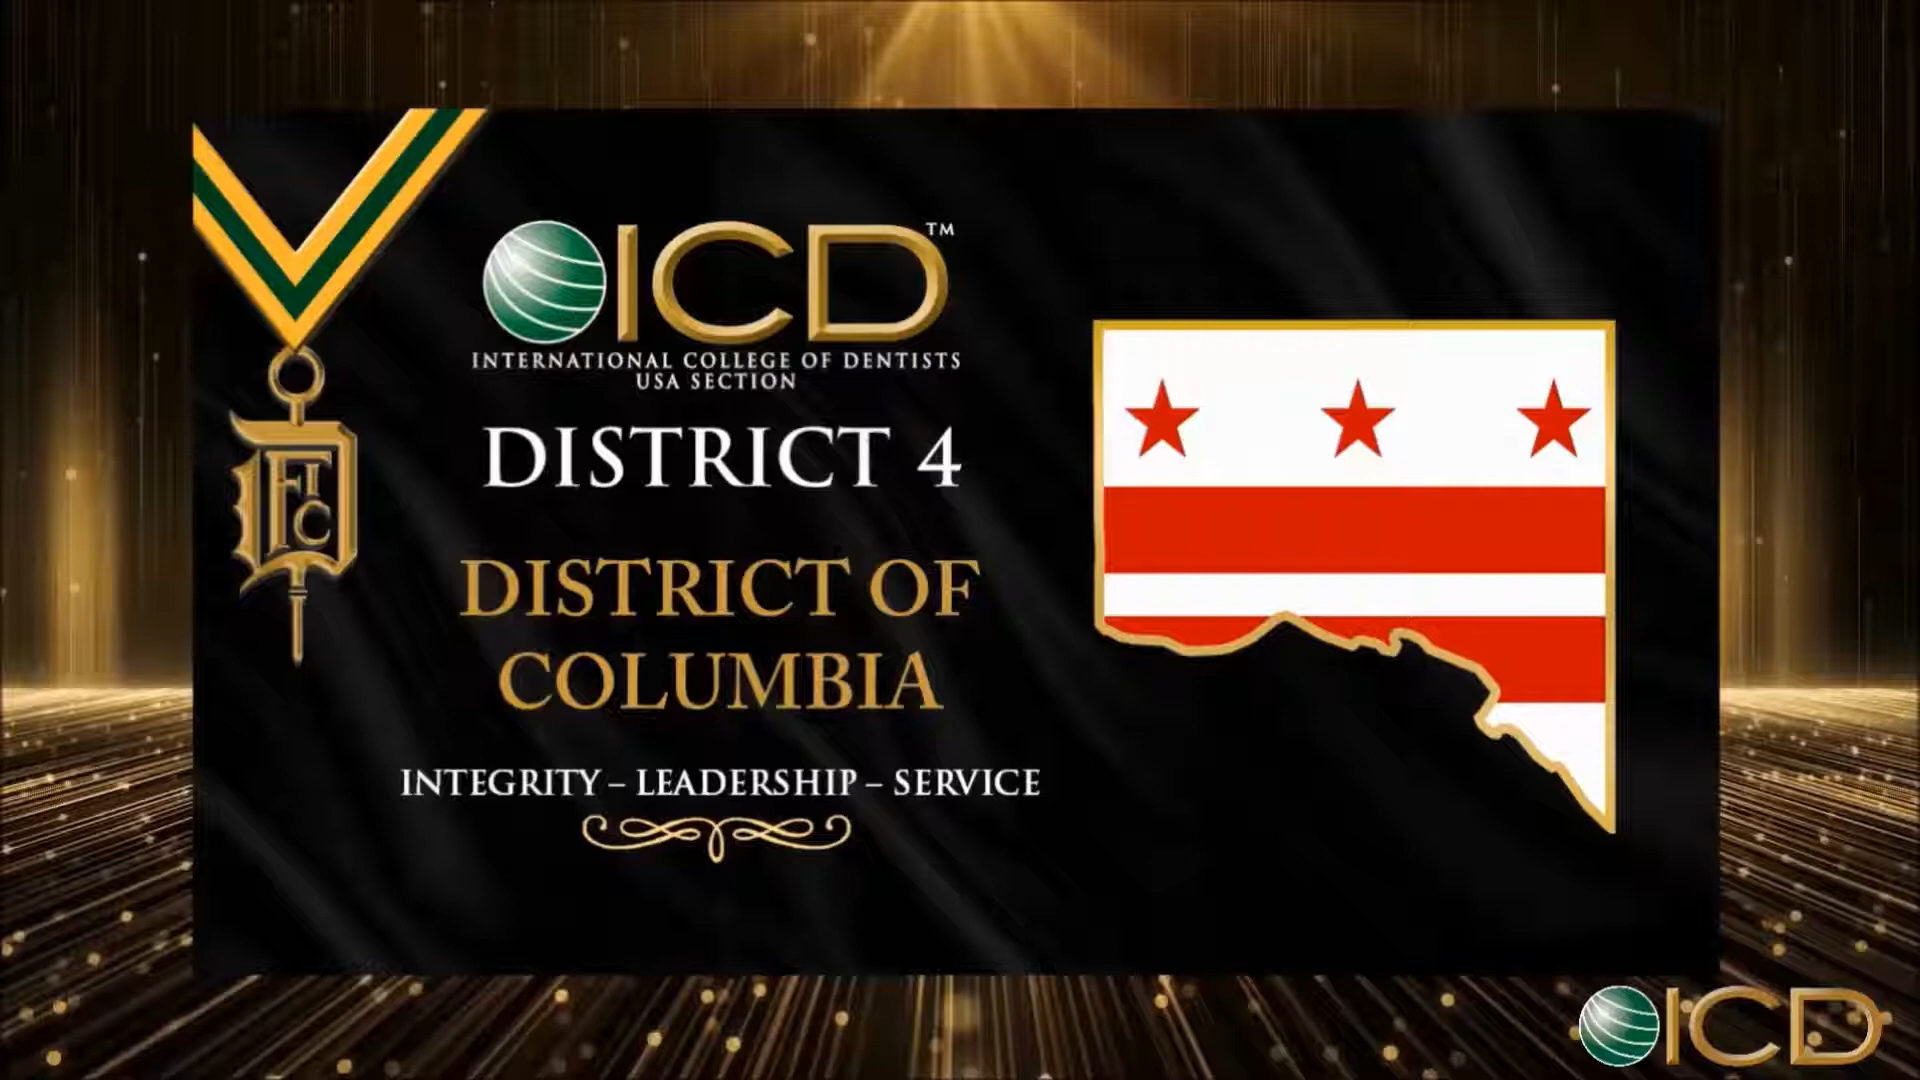 ICD™
INTERNATIONAL COLLEGE OF DENTISTS
USA SECTION
DISTRICT 4
DISTRICT OF
COLUMBIA
INTEGRITY – LEADERSHIP – SERVICE
D
F I
C
ICD